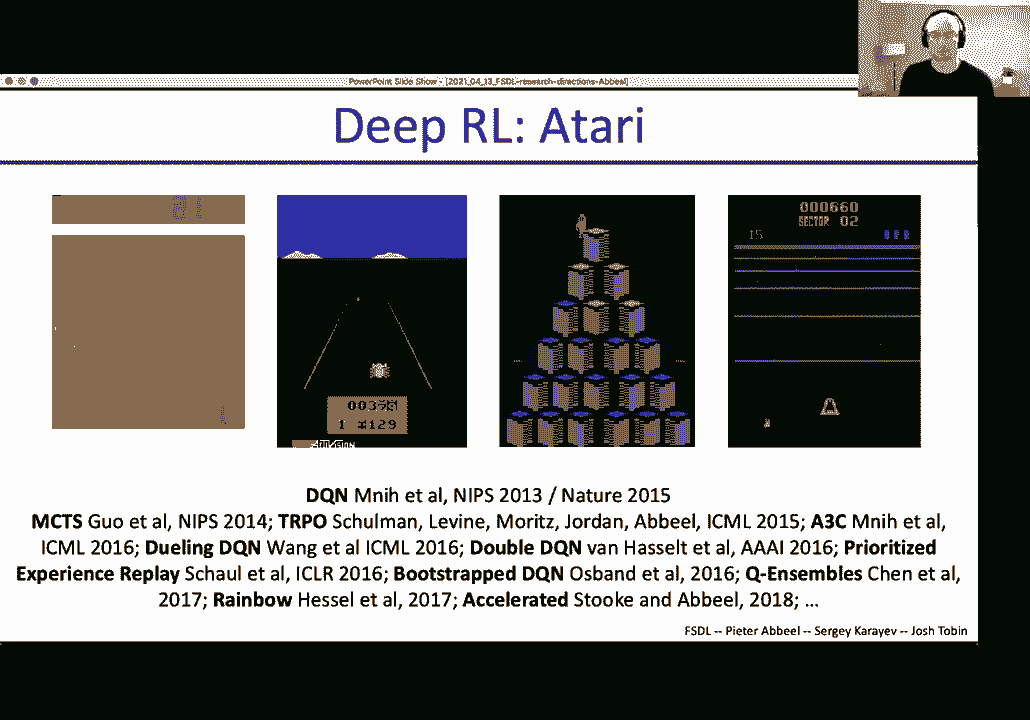 PowerPoint Slide Show - [2021_04_13_FSDL-research-directions-Abbeel]
Deep RL: Atari
000660
SECTOR 02
15
1 129
DQN Mnih et al, NIPS 2013 / Nature 2015
MCTS Guo et al, NIPS 2014; TRPO Schulman, Levine, Moritz, Jordan, Abbeel, ICML 2015; A3C Mnih et al,
ICML 2016; Dueling DQN Wang et al ICML 2016; Double DQN van Hasselt et al, AAAI 2016; Prioritized
Experience Replay Schaul et al, ICLR 2016; Bootstrapped DQN Osband et al, 2016; Q-Ensembles Chen et al,
2017; Rainbow Hessel et al, 2017; Accelerated Stooke and Abbeel, 2018; ...
FSDL -- Pieter Abbeel -- Sergey Karayev -- Josh Tobin